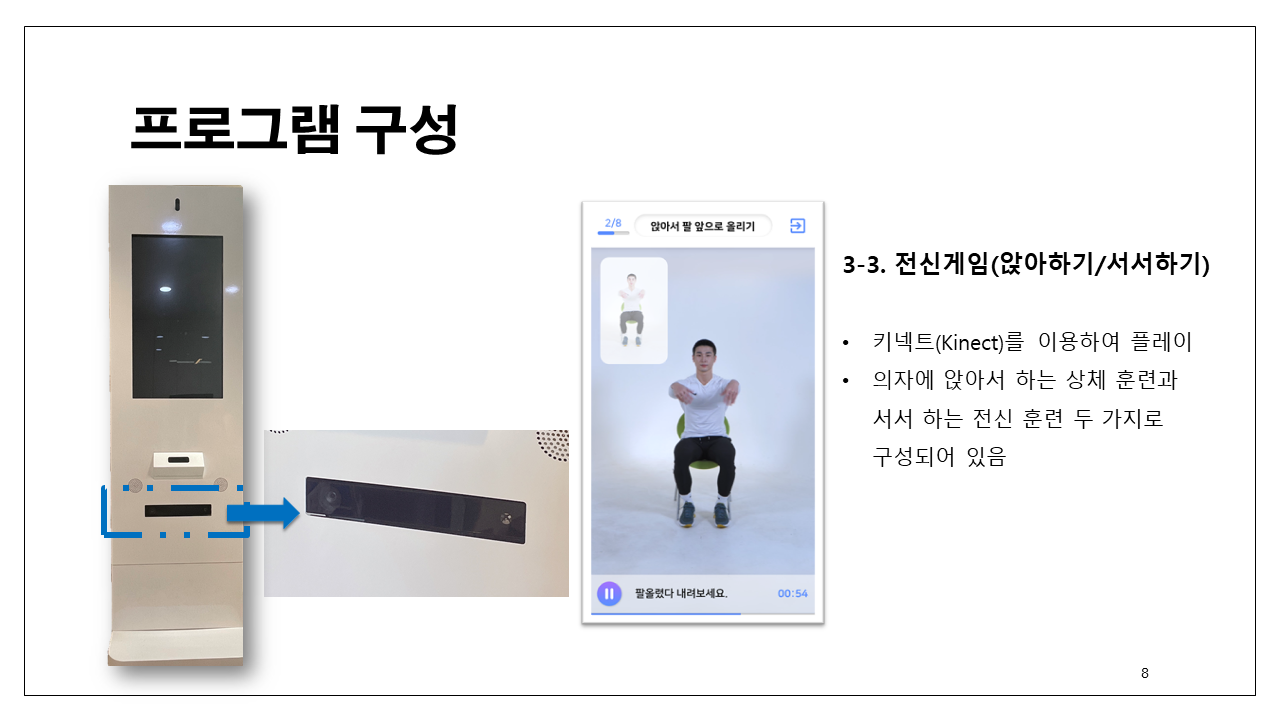 프로그램 구성
2/8
앉아서 팔 앞으로 올리기
팔올렸다 내려보세요.
00:54
3-3. 전신게임(앉아하기/서서하기)
• 키넥트(Kinect)를 이용하여 플레이
• 의자에 앉아서 하는 상체 훈련과
서서 하는 전신 훈련 두 가지로
구성되어 있음
8